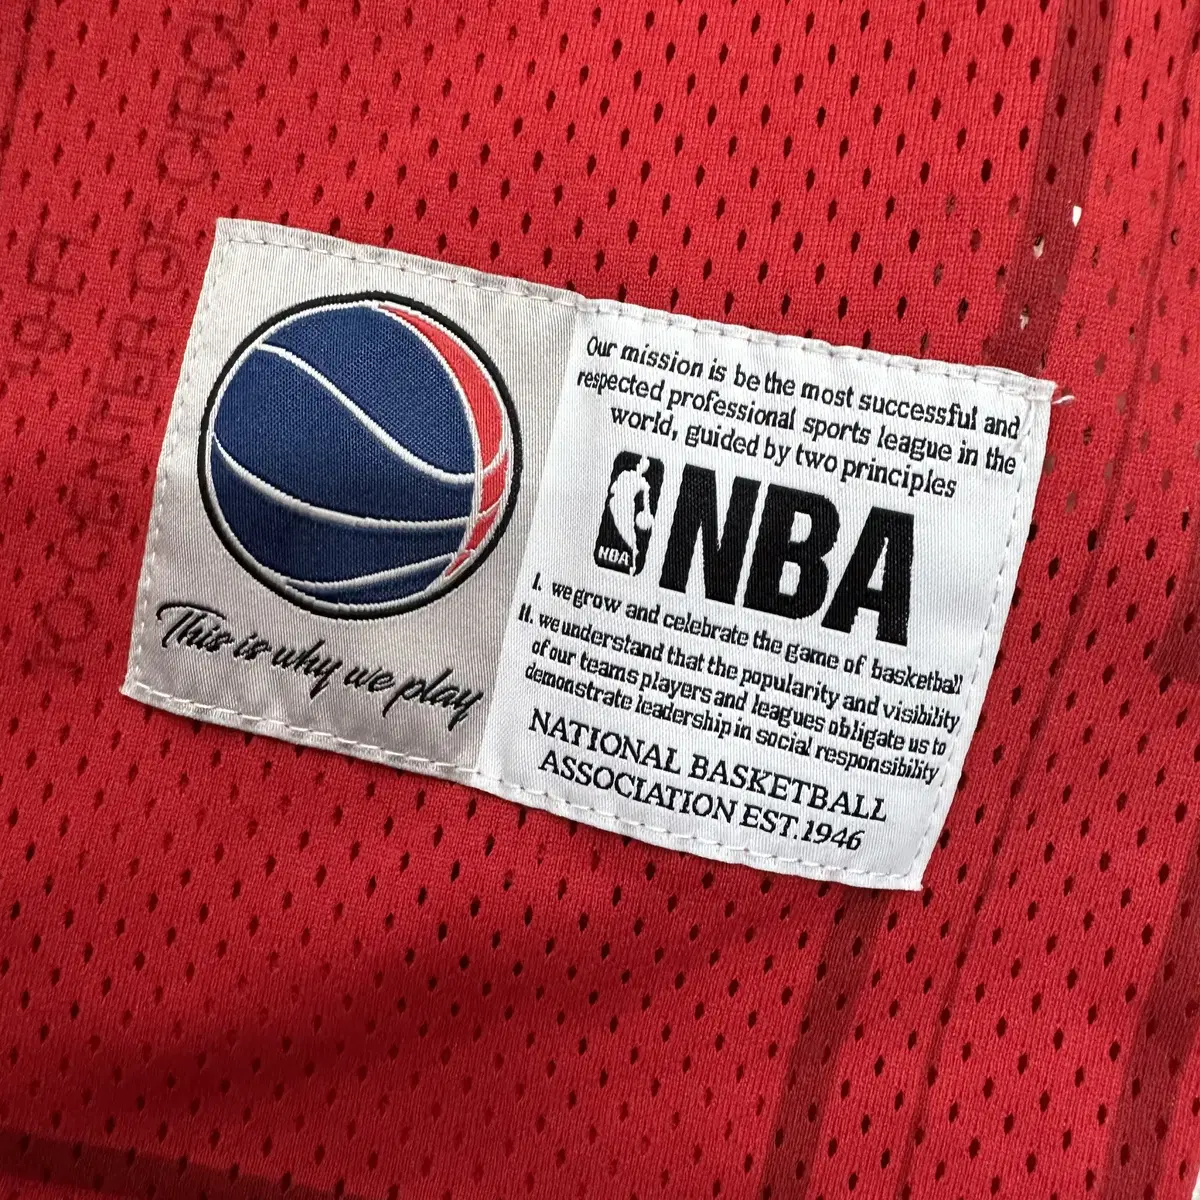 This is why we play
Our mission is be the most successful and
respected professional sports league in the
world, guided by two principles
NBA
NBA
I. we grow and celebrate the game of basketball
II. we understand that the popularity and visibility
of our teams players and leagues obligate us to
demonstrate leadership in social responsibility
NATIONAL BASKETBALL
ASSOCIATION EST.1946